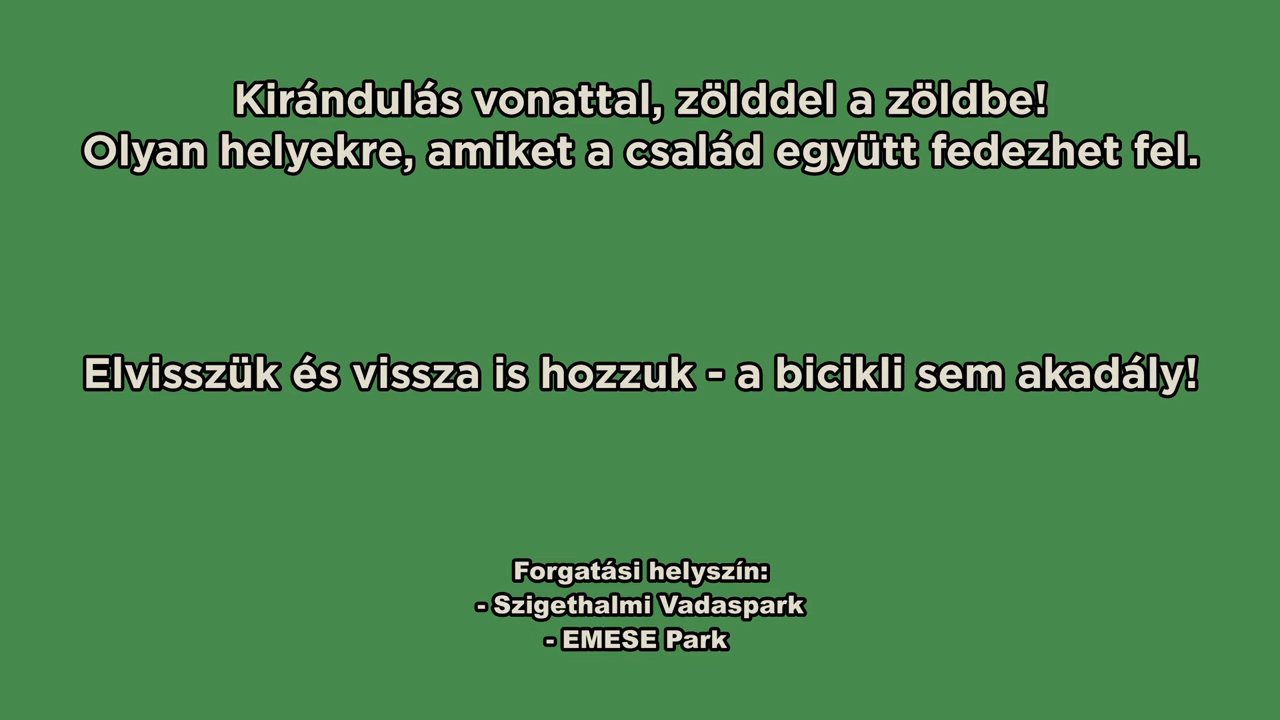 Kirándulás vonattal, zölddel a zöldbe!
Olyan helyekre, amiket a család együtt fedezhet fel.
Elvisszük és vissza is hozzuk - a bicikli sem akadály!
Forgatási helyszín:
- Szigethalmi Vadaspark
- EMESE Park